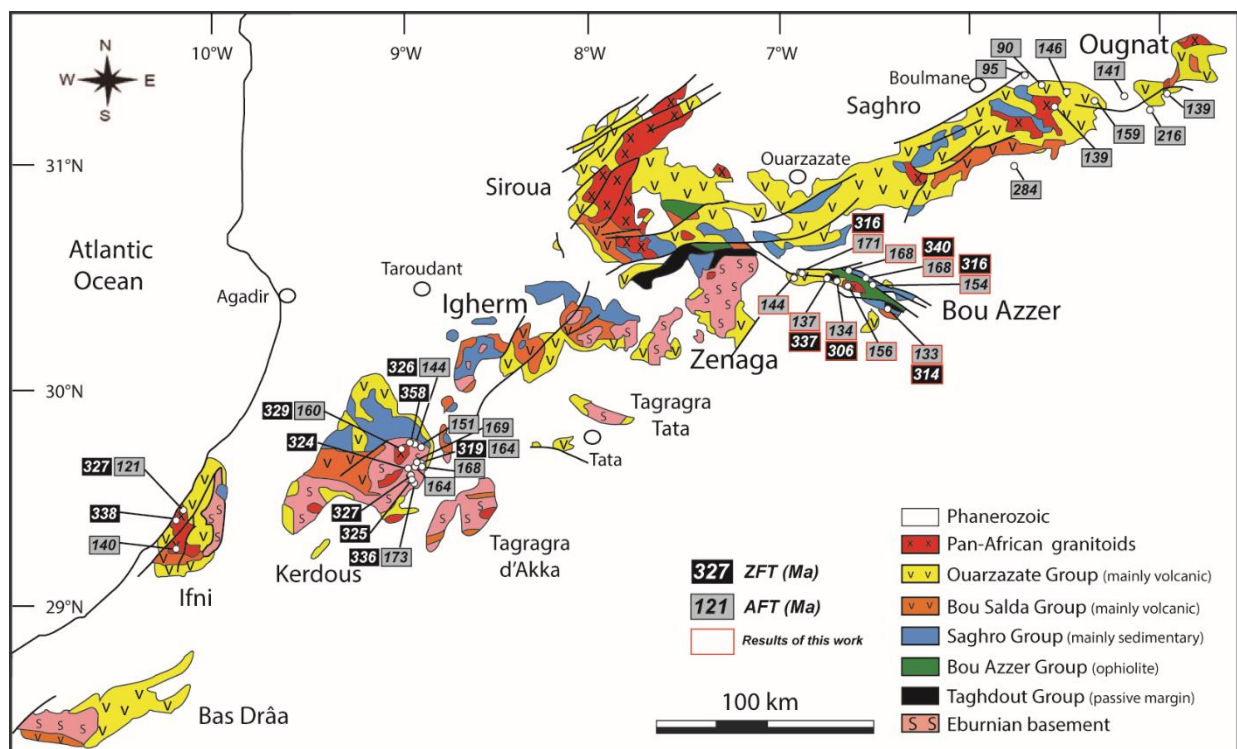 10°W
9°W
8°W
7°W
N
W E
S
31°N
30°N
29°N
Atlantic
Ocean
Agadir
Taroudant
Ouarzazate
Boulmane
Tata
Ougnat
Saghro
Siroua
Igherm
Zenaga
Bou Azzer
Tagragra
Tata
Tagragra
d'Akka
Kerdous
Ifni
Bas Drâa
90
146
95
141
139
159
216
139
284
316
171
168
340
168
316
154
144
137
337
134
306
156
133
314
326 144
358
329 160
324
151
169
319 164
168
164
327
325
336 173
327 121
338
140
327 ZFT (Ma)
121 AFT (Ma)
Results of this work
100 km
Phanerozoic
X X Pan-African granitoids
V V Ouarzazate Group (mainly volcanic)
V V Bou Salda Group (mainly volcanic)
Saghro Group (mainly sedimentary)
Bou Azzer Group (ophiolite)
Taghdout Group (passive margin)
S S Eburnian basement